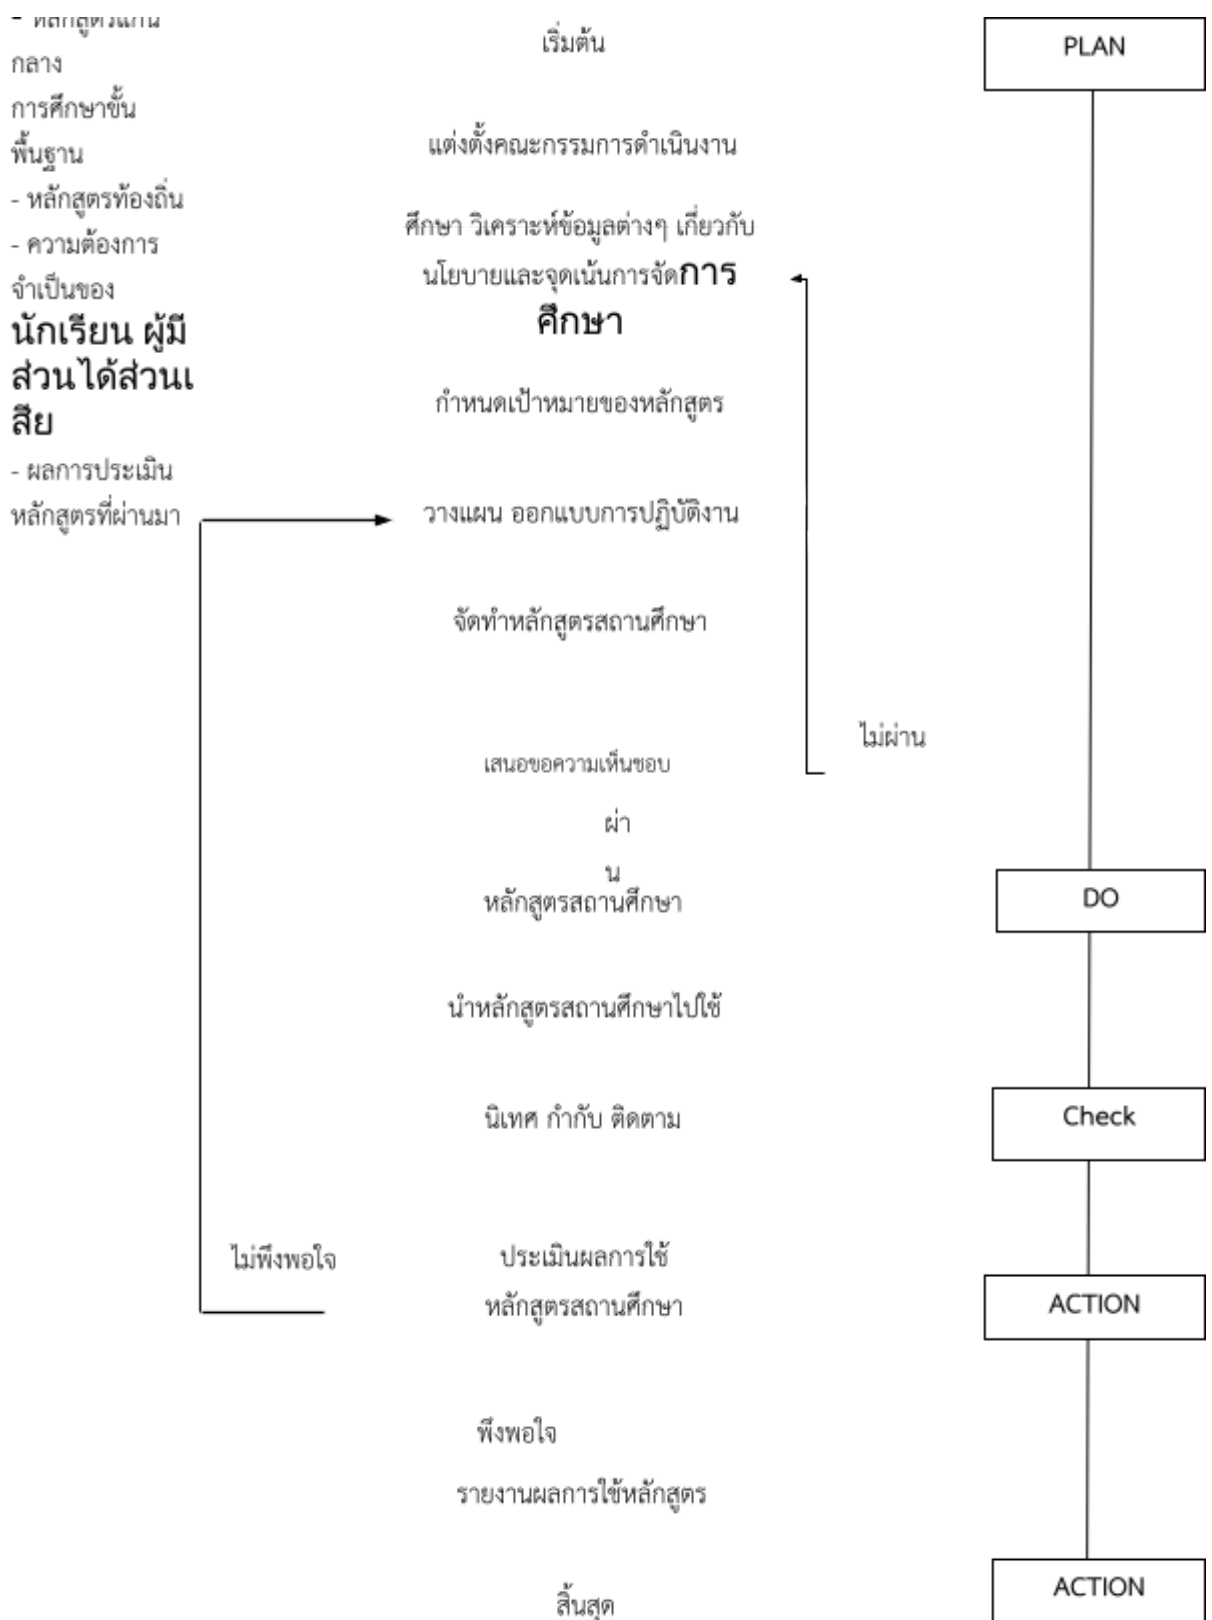 - หลักสูตรแกน
กลาง
การศึกษาขั้น
พื้นฐาน
- หลักสูตรท้องถิ่น
- ความต้องการ
จำเป็นของ
นักเรียน ผู้มี
ส่วนได้ส่วนเ
สีย
- ผลการประเมิน
หลักสูตรที่ผ่านมา
เริ่มต้น
แต่งตั้งคณะกรรมการดำเนินงาน
ศึกษา วิเคราะห์ข้อมูลต่างๆ เกี่ยวกับ
นโยบายและจุดเน้นการจัดการ
ศึกษา
กำหนดเป้าหมายของหลักสูตร
วางแผน ออกแบบการปฏิบัติงาน
จัดทำหลักสูตรสถานศึกษา
ไม่ผ่าน
เสนอขอความเห็นชอบ
ผ่า
น
หลักสูตรสถานศึกษา
นำหลักสูตรสถานศึกษาไปใช้
นิเทศ กำกับ ติดตาม
ไม่พึงพอใจ
ประเมินผลการใช้
หลักสูตรสถานศึกษา
พึงพอใจ
รายงานผลการใช้หลักสูตร
สิ้นสุด
PLAN
DO
Check
ACTION
ACTION